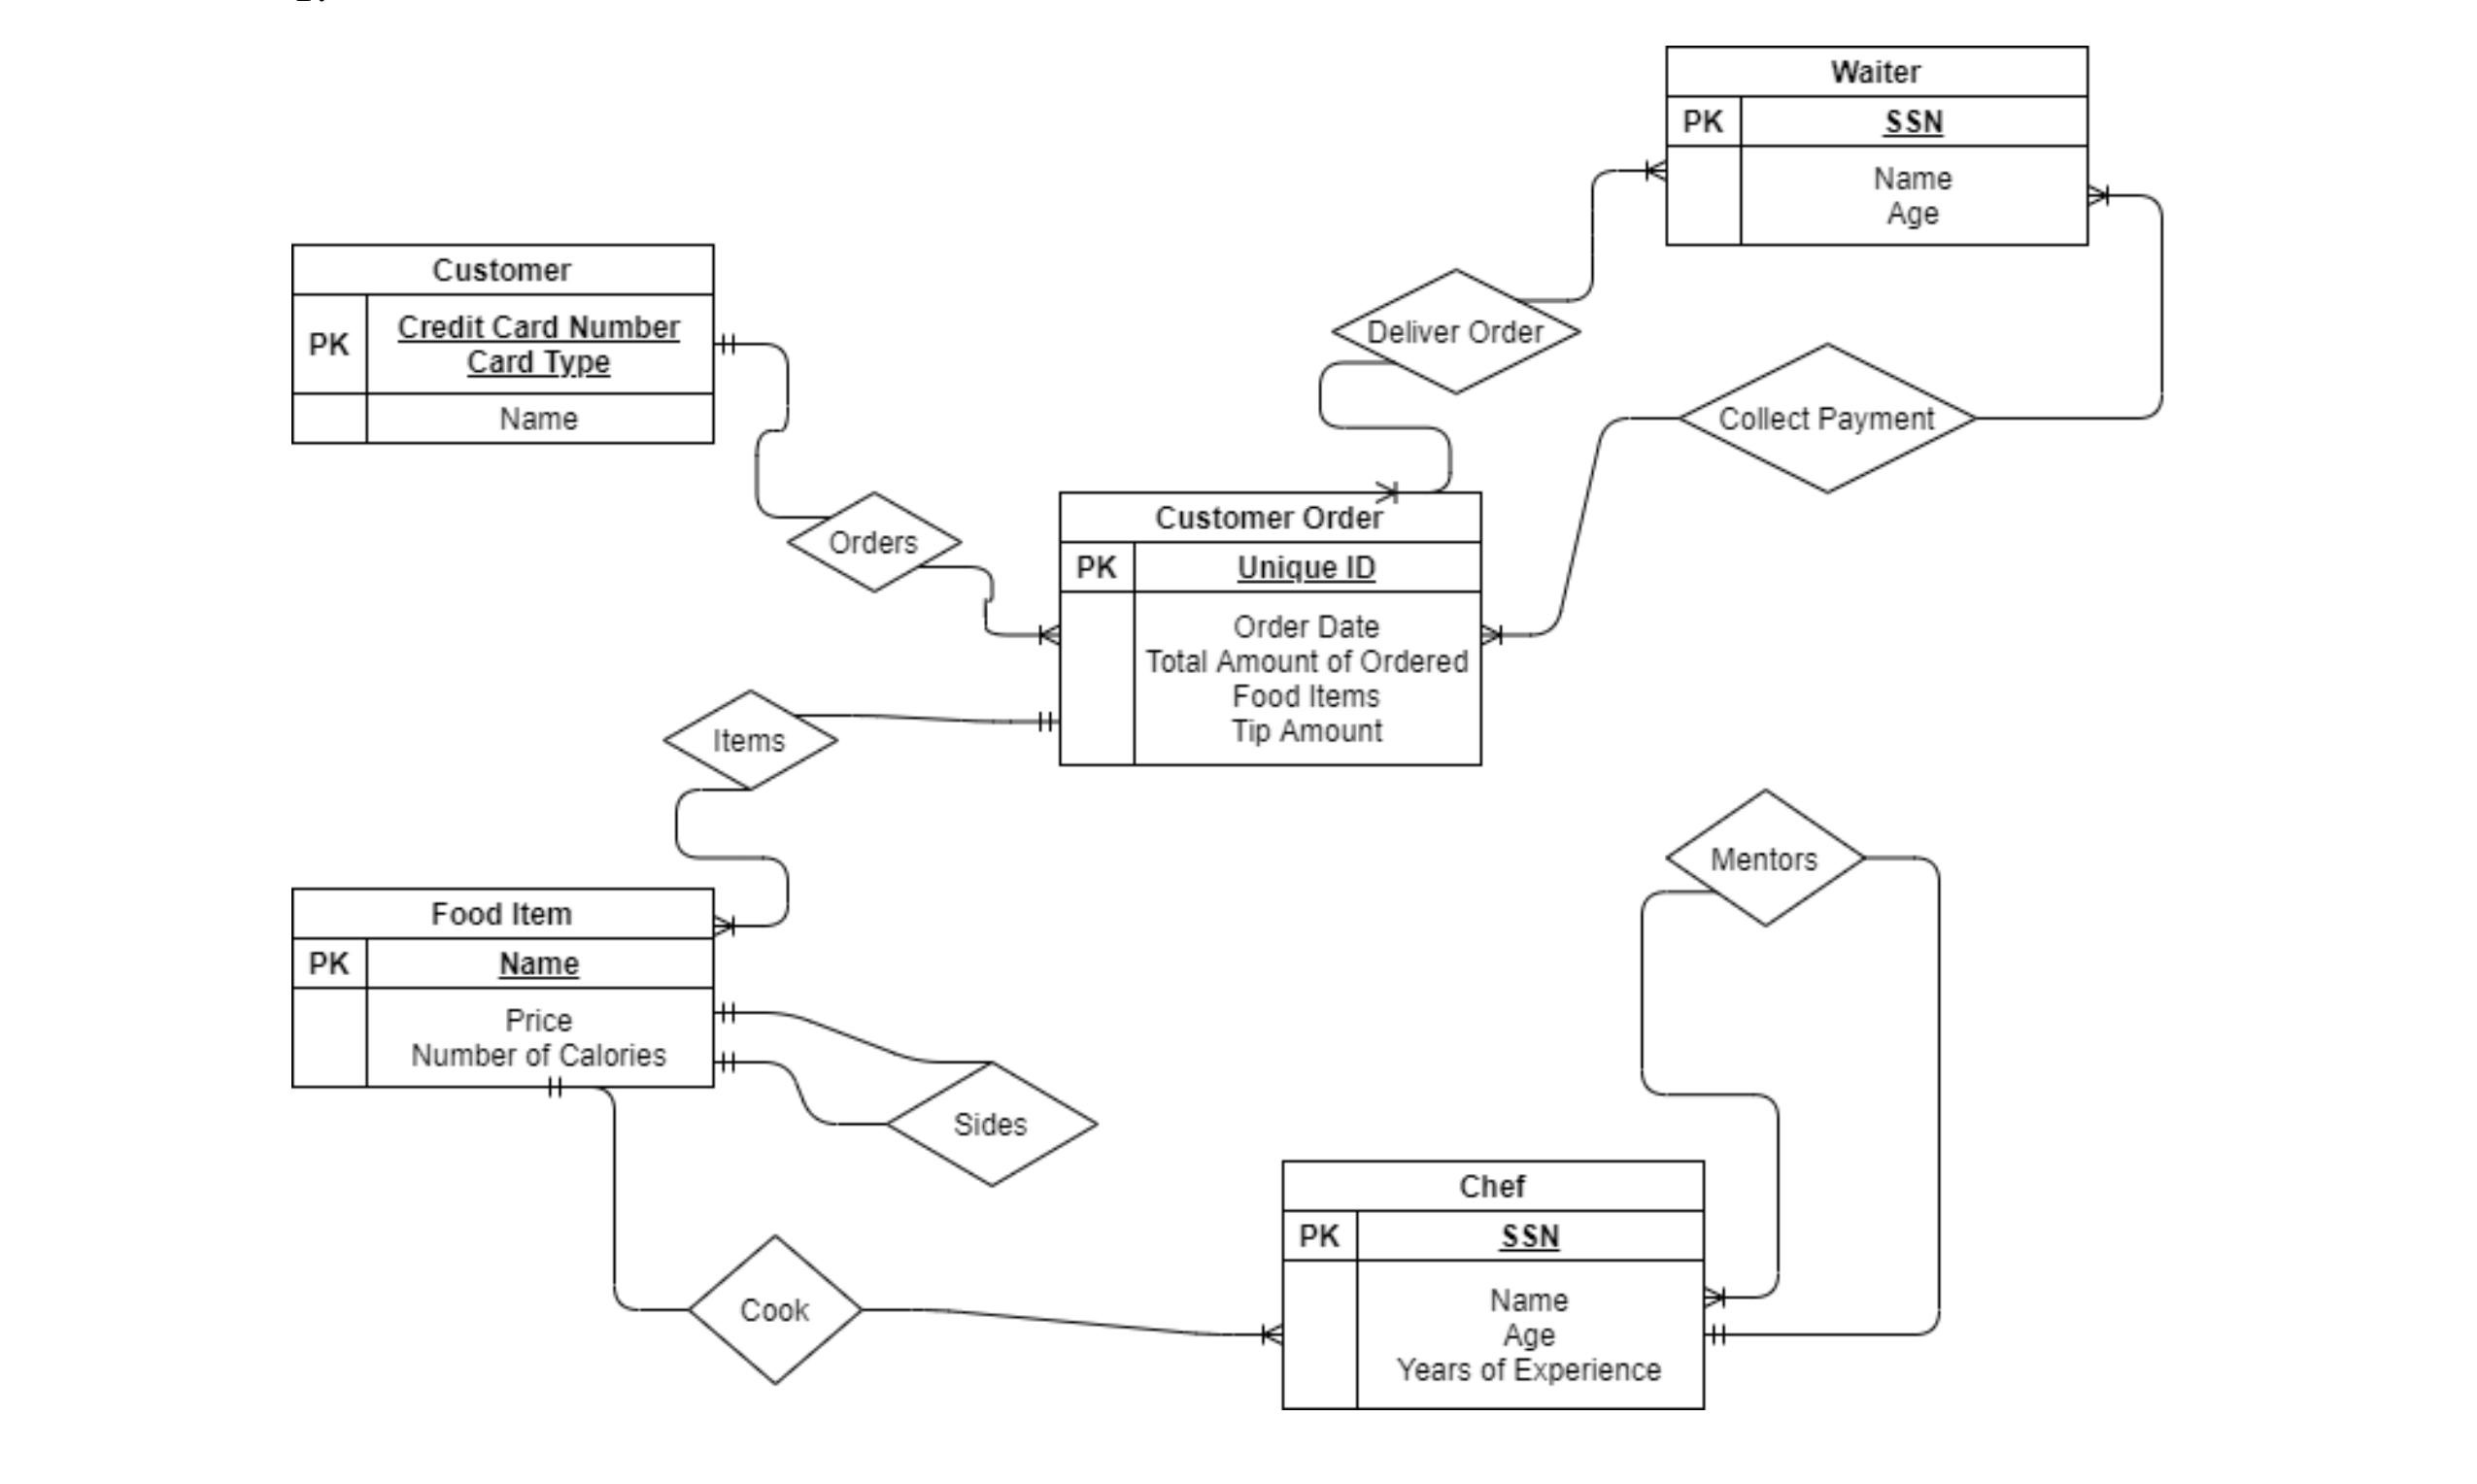 Waiter
PK SSN
Name
Age
Customer
PK Credit Card Number
Card Type
Name
Deliver Order
Collect Payment
Orders
Customer Order
PK Unique ID
Order Date
Total Amount of Ordered
Food Items
Tip Amount
Items
Mentors
Food Item
PK Name
Price
Number of Calories
Sides
Chef
PK SSN
Name
Age
Years of Experience
Cook